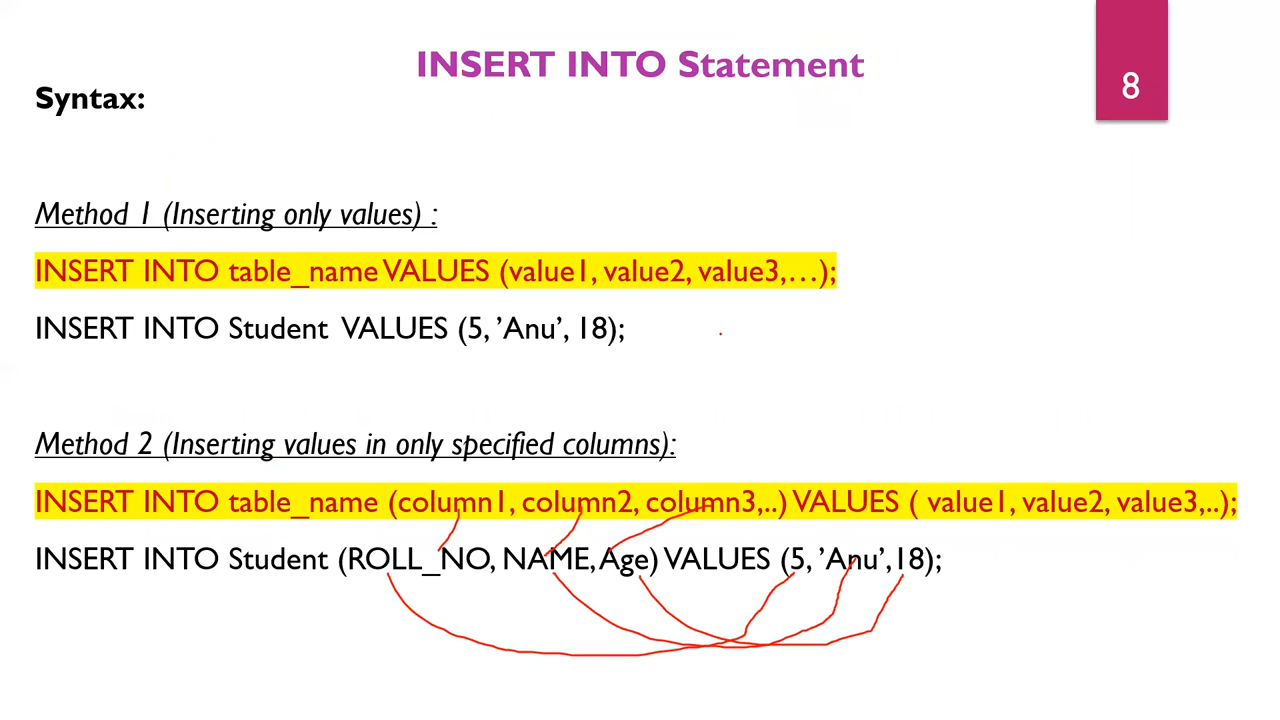 INSERT INTO Statement
8
Syntax:
Method 1 (Inserting only values) :
INSERT INTO table_name VALUES (value1, value2, value3,…);
INSERT INTO Student  VALUES (5, ’Anu’, 18);
Method 2 (Inserting values in only specified columns):
INSERT INTO table_name (column1, column2, column3,..) VALUES ( value1, value2, value3,..);
INSERT INTO Student (ROLL_NO, NAME, Age) VALUES (5, ’Anu’,18);